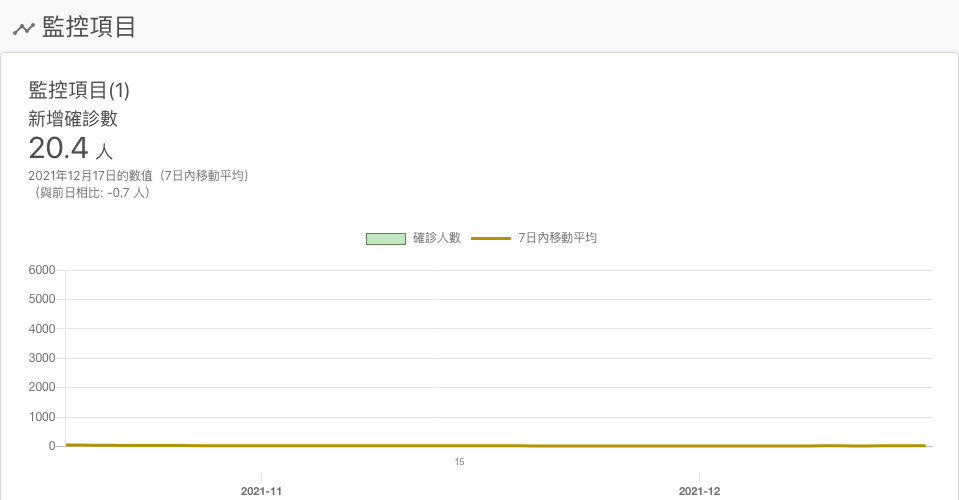 監控項目
監控項目(1)
新增確診數
20.4 人
2021年12月17日的數值（7日內移動平均）
（與前日相比: -0.7 人）
確診人數 7日內移動平均
6000
5000
4000
3000
2000
1000
0
15
2021-11 2021-12